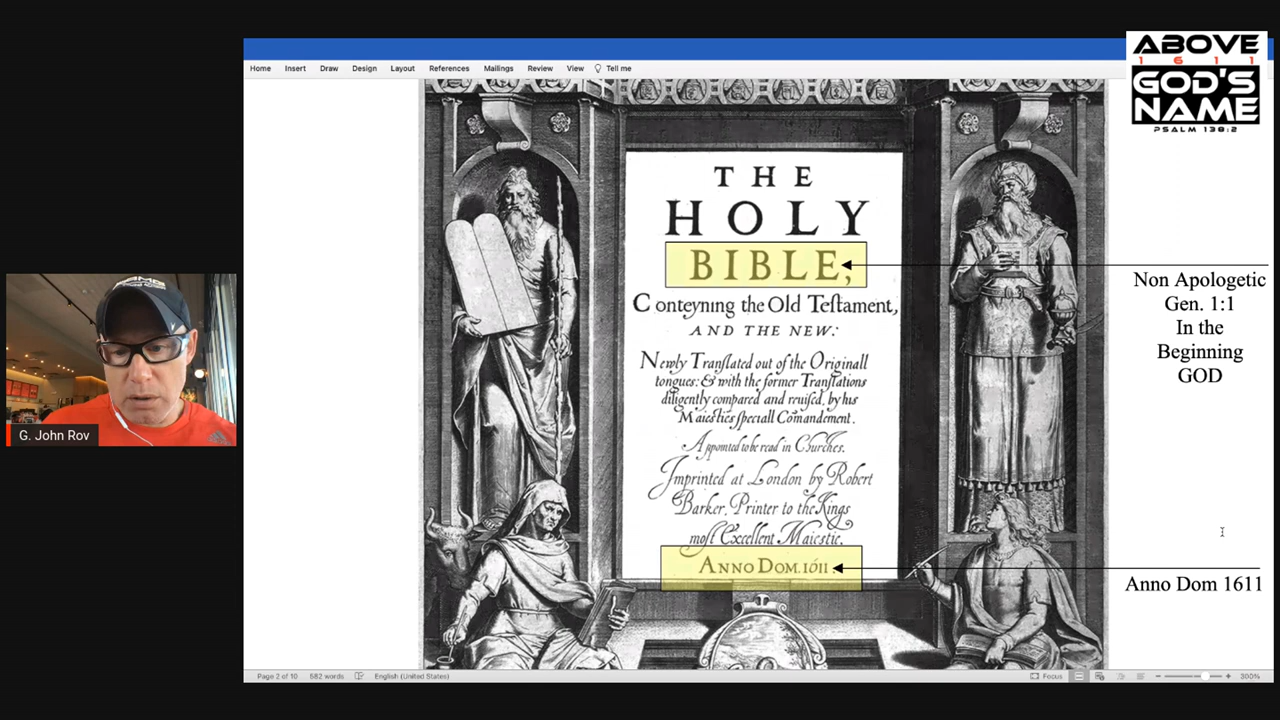 Home Insert Draw Design Layout References Mailings Review View Tell me
ABOVE
1611
GOD'S
NAME
PSALM 138:2
THE
HOLY
BIBLE,
Conteyning the Old Testament,
AND THE NEW:
Newly Translated out of the Originall
tongues: & with the former Translations
diligently compared and reuised, by his
Maiesties speciall Comandement.
Appointed to be read in Churches.
Imprinted at London by Robert
Barker, Printer to the Kings
most Excellent Maiestie.
ANNO DOM. 1611
Non Apologetic
Gen. 1:1
In the
Beginning
GOD
Anno Dom 1611
G. John Rov
Page 2 of 10 582 words English (United States) Focus 300%